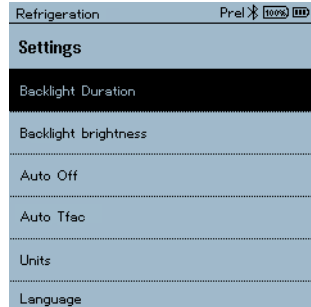 Refrigeration Prel 100%
Settings
Backlight Duration
Backlight brightness
Auto Off
Auto Tfac
Units
Language